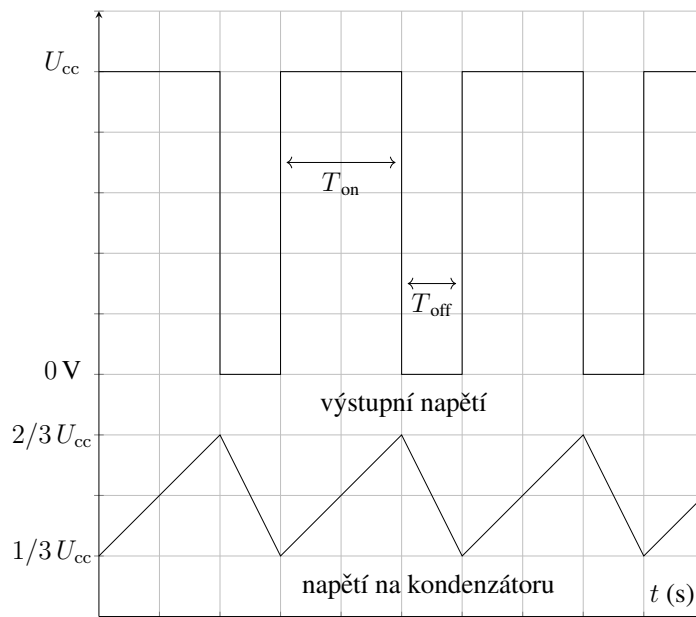 U_cc
T_on
T_off
0 V
výstupní napětí
2/3 U_cc
1/3 U_cc
napětí na kondenzátoru
t (s)